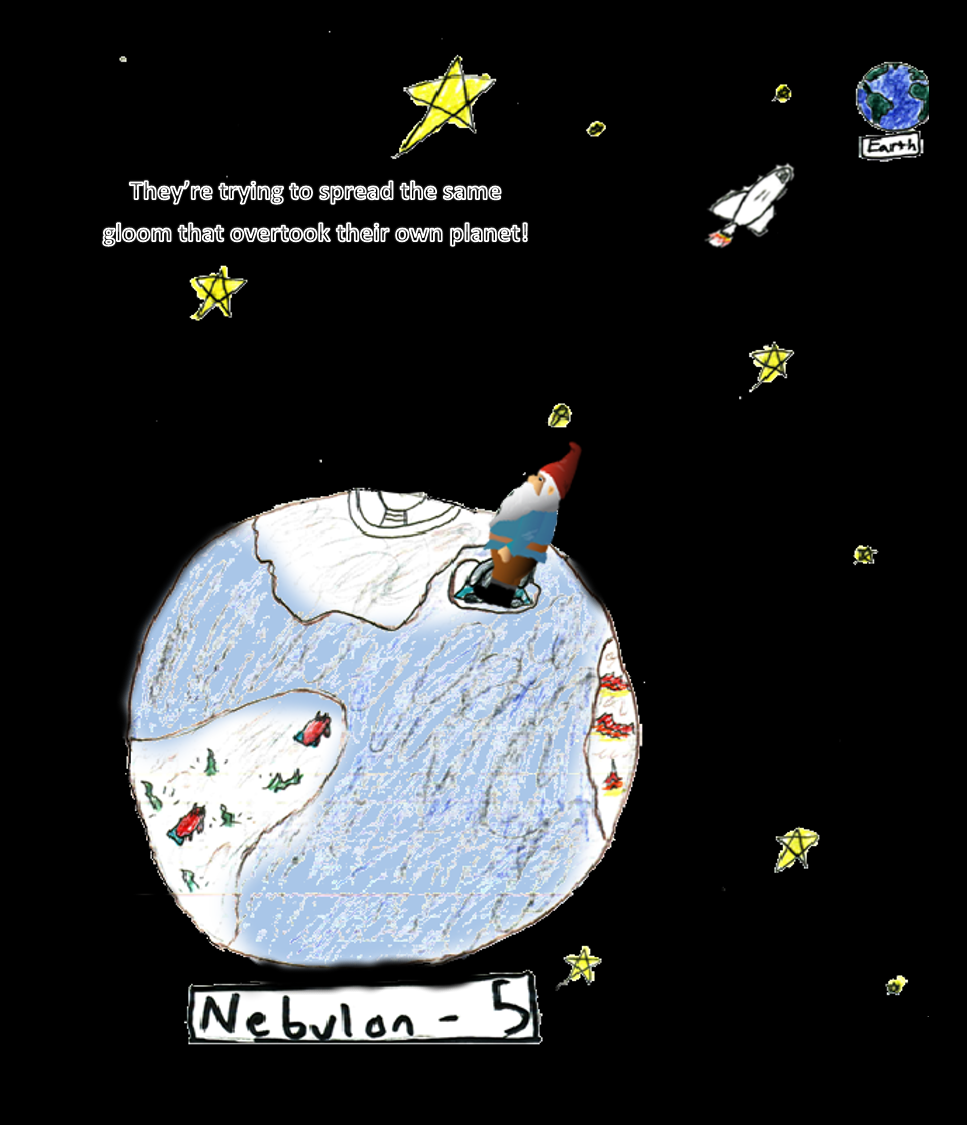 Earth
They're trying to spread the same
gloom that overtook their own planet!
Nebulon - 5